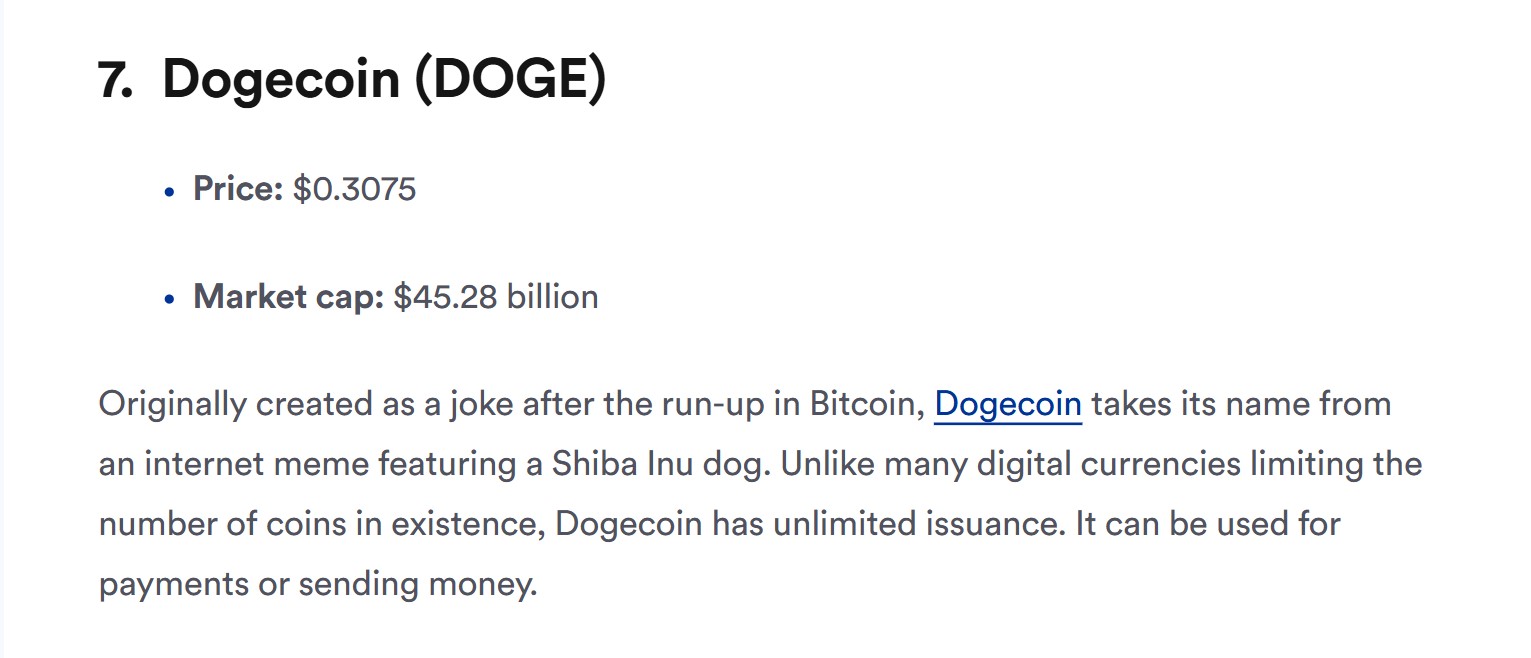 7. Dogecoin (DOGE)
• Price: $0.3075
• Market cap: $45.28 billion
Originally created as a joke after the run-up in Bitcoin, Dogecoin takes its name from
an internet meme featuring a Shiba Inu dog. Unlike many digital currencies limiting the
number of coins in existence, Dogecoin has unlimited issuance. It can be used for
payments or sending money.